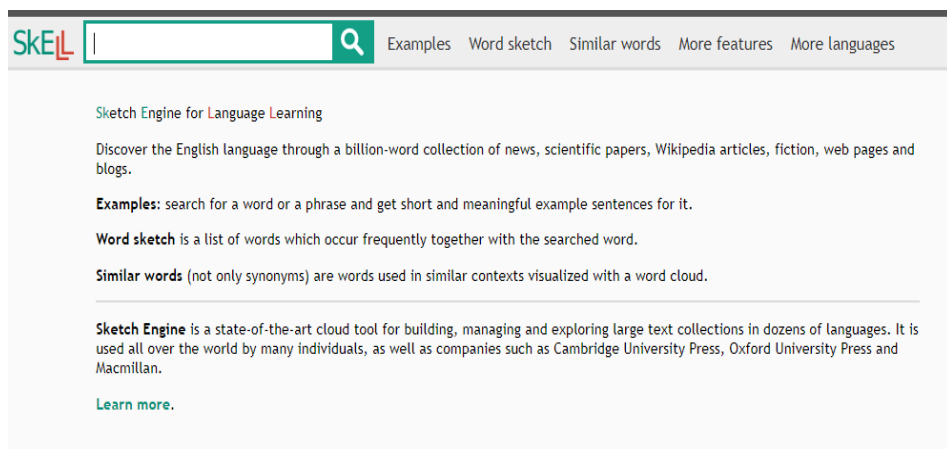 SkELL Examples Word sketch Similar words More features More languages
Sketch Engine for Language Learning
Discover the English language through a billion-word collection of news, scientific papers, Wikipedia articles, fiction, web pages and
blogs.
Examples: search for a word or a phrase and get short and meaningful example sentences for it.
Word sketch is a list of words which occur frequently together with the searched word.
Similar words (not only synonyms) are words used in similar contexts visualized with a word cloud.
Sketch Engine is a state-of-the-art cloud tool for building, managing and exploring large text collections in dozens of languages. It is
used all over the world by many individuals, as well as companies such as Cambridge University Press, Oxford University Press and
Macmillan.
Learn more.